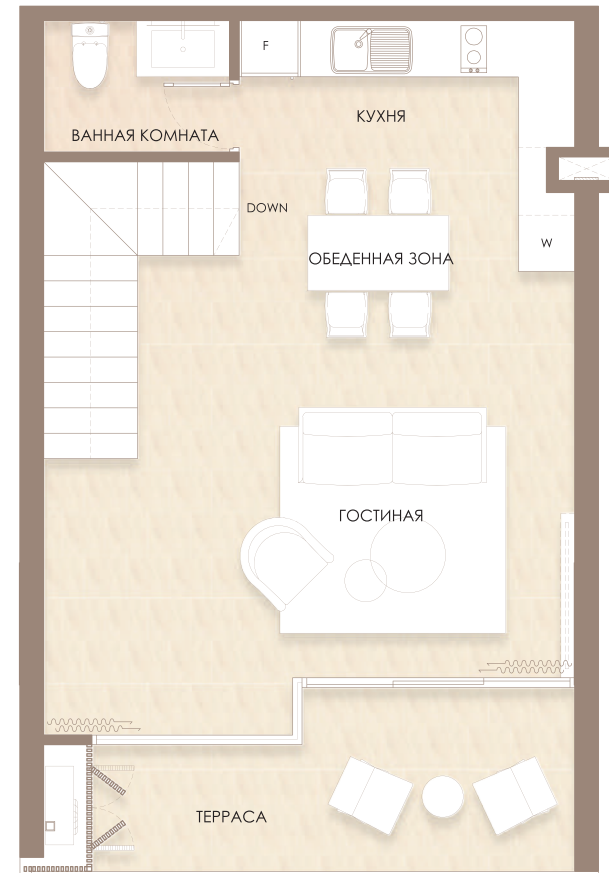 F
КУХНЯ
ВАННАЯ КОМНАТА
DOWN
W
ОБЕДЕННАЯ ЗОНА
ГОСТИНАЯ
ТЕРРАСА